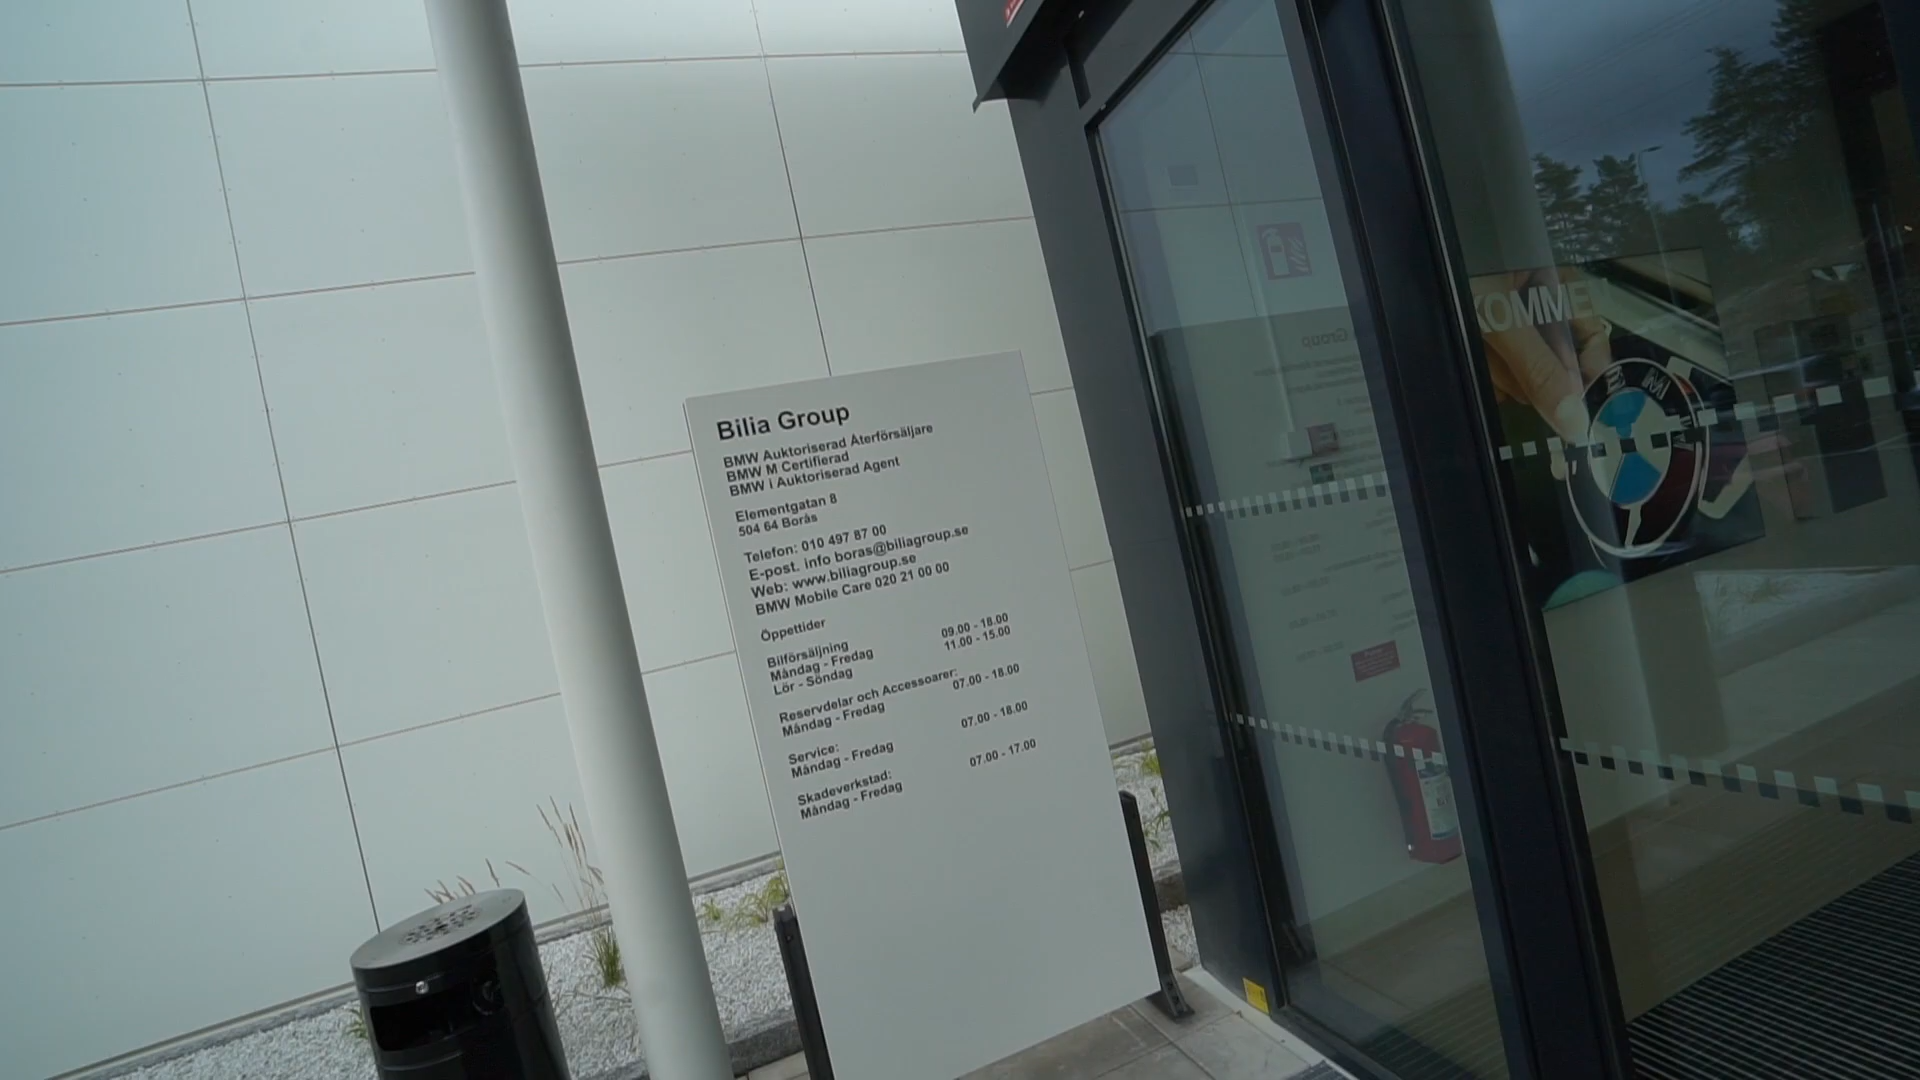 Bilia Group
BMW Auktoriserad Återförsäljare
BMW M Certifierad
BMW i Auktoriserad Agent
Elementgatan 8
504 64 Borås
Telefon: 010 497 87 00
E-post. info boras@biliagroup.se
Web: www.biliagroup.se
BMW Mobile Care 020 21 00 00
Öppettider
Bilförsäljning
Måndag - Fredag 09.00 - 18.00
Lör - Söndag 11.00 - 15.00
Reservdelar och Accessoarer:
Måndag - Fredag 07.00 - 18.00
Service:
Måndag - Fredag 07.00 - 18.00
Skadeverkstad:
Måndag - Fredag 07.00 - 17.00
KOMME
BMW